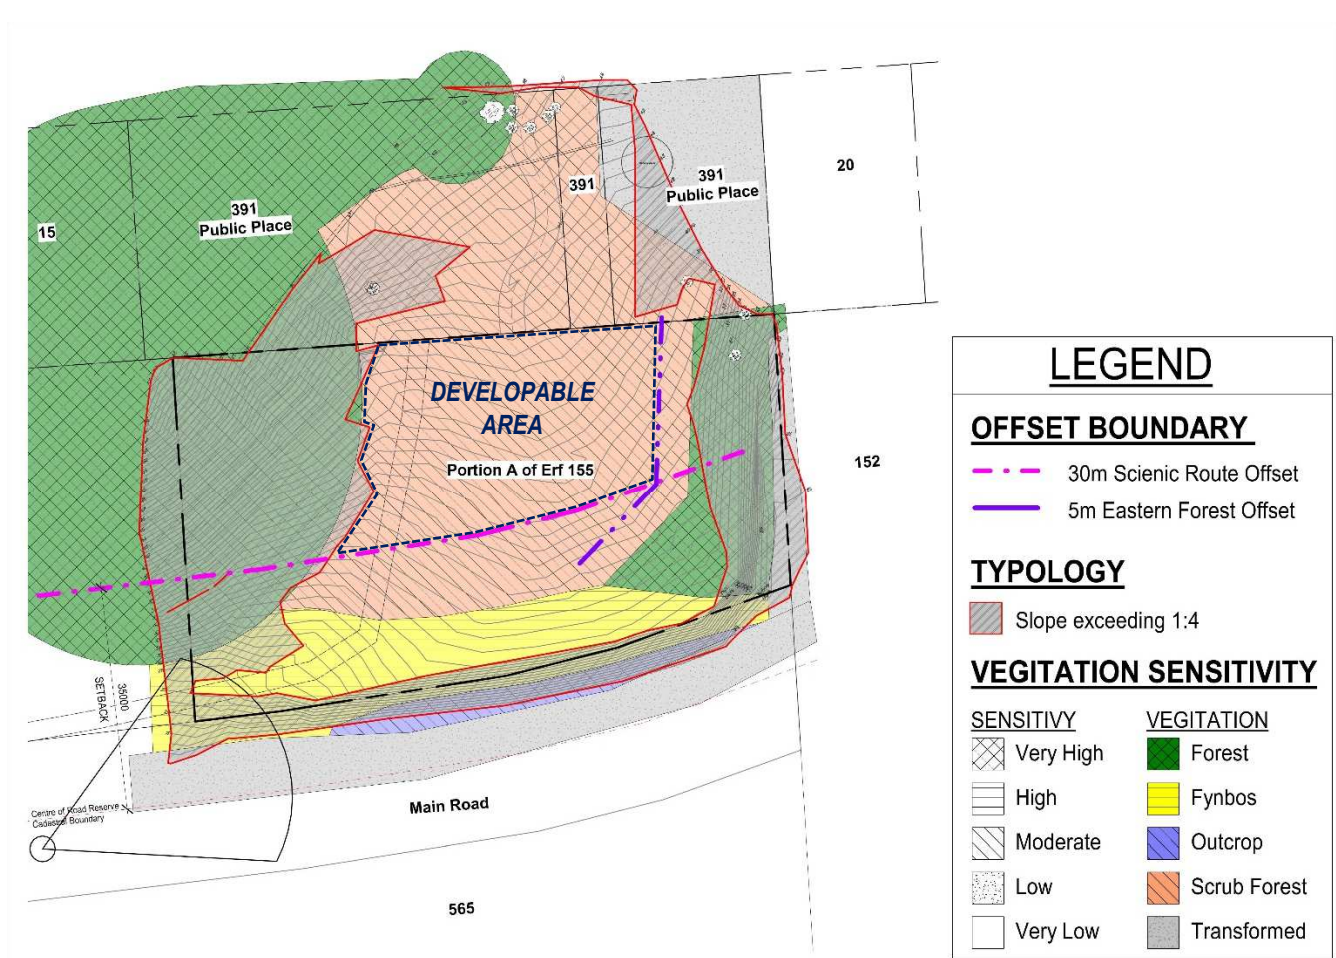 15
391
Public Place
391
391
Public Place
20
DEVELOPABLE
AREA
Portion A of Erf 155
152
35000
SETBACK
Centre of Road Reserve
Cadastral Boundary
Main Road
565
LEGEND
OFFSET BOUNDARY
30m Scienic Route Offset
5m Eastern Forest Offset
TYPOLOGY
Slope exceeding 1:4
VEGITATION SENSITIVITY
SENSITIVY
VEGITATION
Very High
Forest
High
Fynbos
Moderate
Outcrop
Low
Scrub Forest
Very Low
Transformed